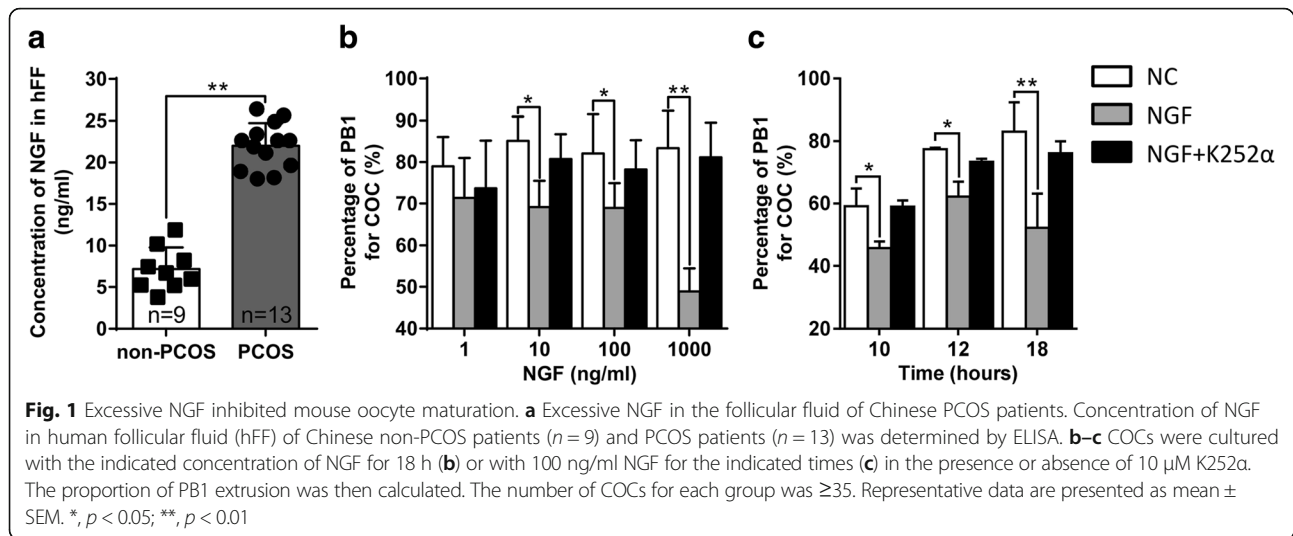 a
**
Concentration of NGF in hFF
(ng/ml)
30
25
20
15
10
5
0
n=9
n=13
non-PCOS PCOS
b
Percentage of PB1
for COC (%)
100
90
80
70
60
50
40
* * **
1 10 100 1000
NGF (ng/ml)
c
Percentage of PB1
for COC (%)
100
80
60
40
20
* * **
10 12 18
Time (hours)
NC
NGF
NGF+K252α
Fig. 1 Excessive NGF inhibited mouse oocyte maturation. a Excessive NGF in the follicular fluid of Chinese PCOS patients. Concentration of NGF
in human follicular fluid (hFF) of Chinese non-PCOS patients (n = 9) and PCOS patients (n = 13) was determined by ELISA. b–c COCs were cultured
with the indicated concentration of NGF for 18 h (b) or with 100 ng/ml NGF for the indicated times (c) in the presence or absence of 10 μM K252α.
The proportion of PB1 extrusion was then calculated. The number of COCs for each group was ≥35. Representative data are presented as mean ±
SEM. *, p < 0.05; **, p < 0.01